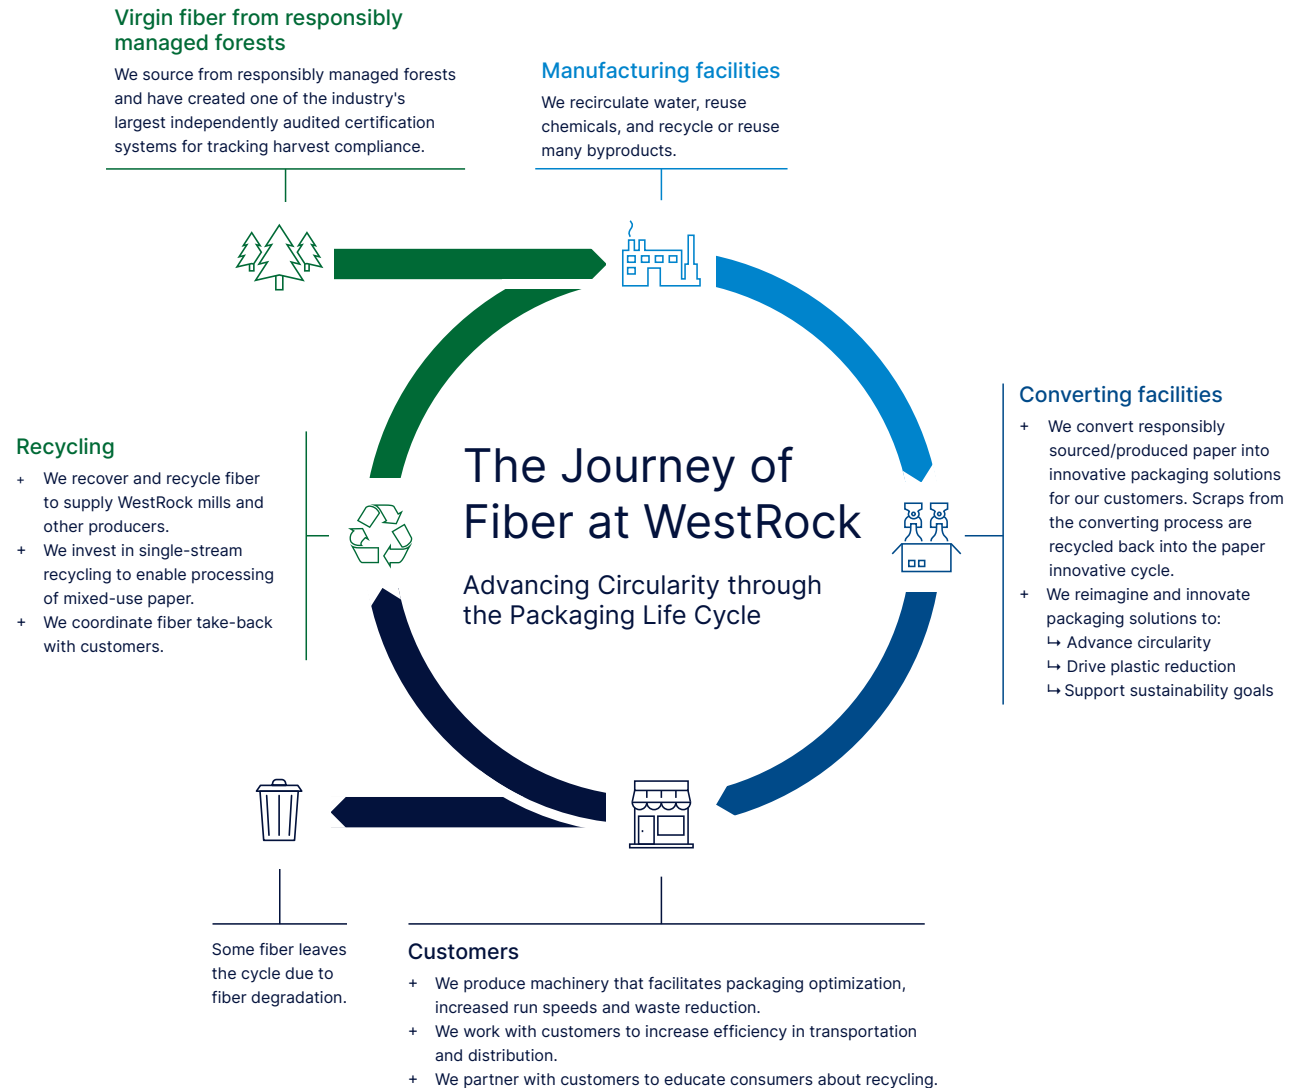 Virgin fiber from responsibly
managed forests
We source from responsibly managed forests
and have created one of the industry's
largest independently audited certification
systems for tracking harvest compliance.
Manufacturing facilities
We recirculate water, reuse
chemicals, and recycle or reuse
many byproducts.
Converting facilities
+ We convert responsibly
sourced/produced paper into
innovative packaging solutions
for our customers. Scraps from
the converting process are
recycled back into the paper
innovative cycle.
+ We reimagine and innovate
packaging solutions to:
↳ Advance circularity
↳ Drive plastic reduction
↳ Support sustainability goals
Recycling
+ We recover and recycle fiber
to supply WestRock mills and
other producers.
+ We invest in single-stream
recycling to enable processing
of mixed-use paper.
+ We coordinate fiber take-back
with customers.
The Journey of
Fiber at WestRock
Advancing Circularity through
the Packaging Life Cycle
Some fiber leaves
the cycle due to
fiber degradation.
Customers
+ We produce machinery that facilitates packaging optimization,
increased run speeds and waste reduction.
+ We work with customers to increase efficiency in transportation
and distribution.
+ We partner with customers to educate consumers about recycling.